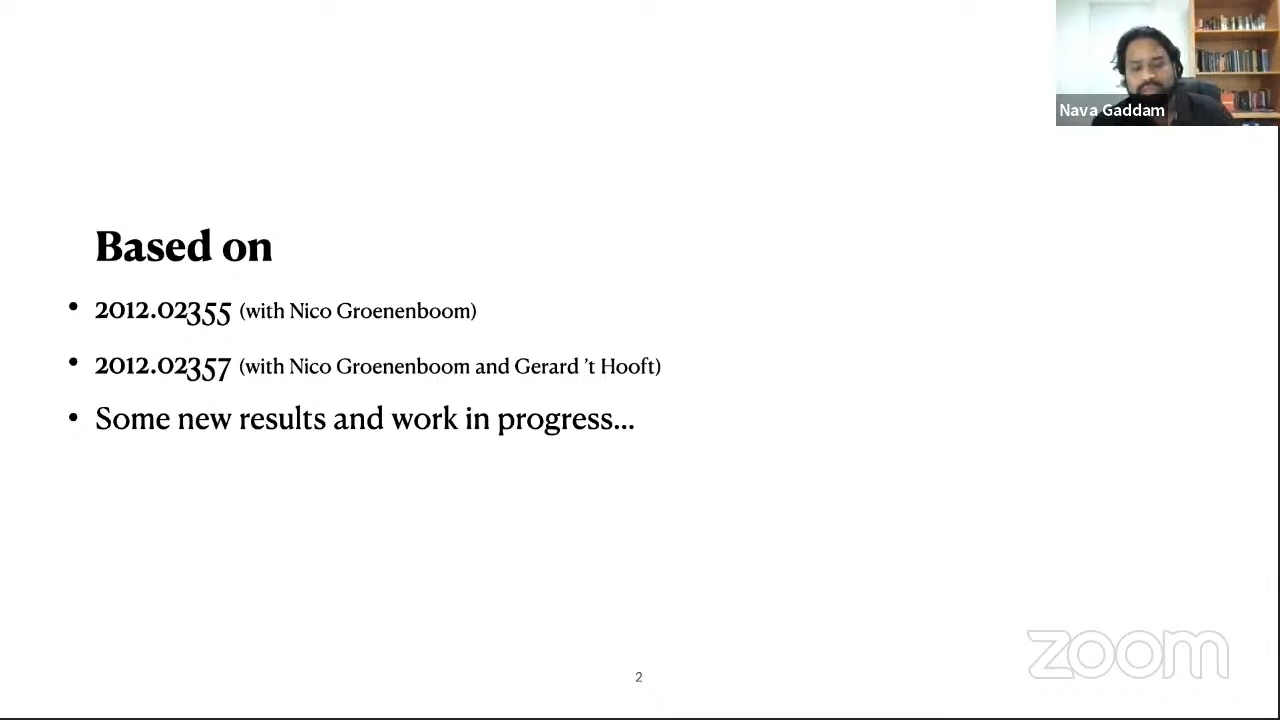 Nava Gaddam
Based on
• 2012.02355 (with Nico Groenenboom)
• 2012.02357 (with Nico Groenenboom and Gerard ’t Hooft)
• Some new results and work in progress...
zoom
2